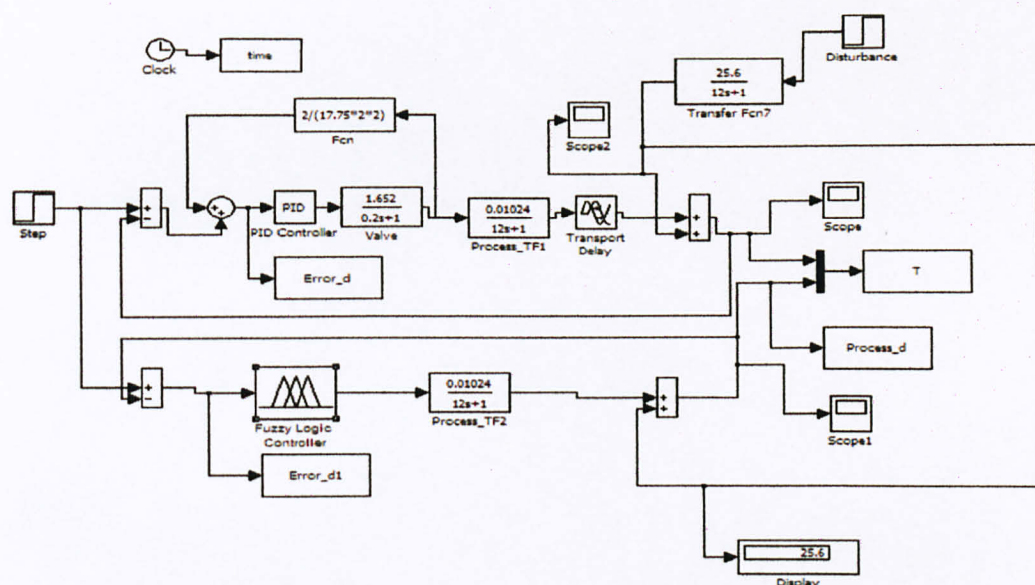 Clock
time
Disturbance
25.6
12s+1
Transfer Fcn7
2/(17.75*2*2)
Fcn
Scope2
Step
PID
PID Controller
1.652
0.2s+1
Valve
0.01024
12s+1
Process_TF1
Transport
Delay
Scope
Error_d
T
Process_d
Fuzzy Logic
Controller
0.01024
12s+1
Process_TF2
Scope1
Error_d1
25.6
Display